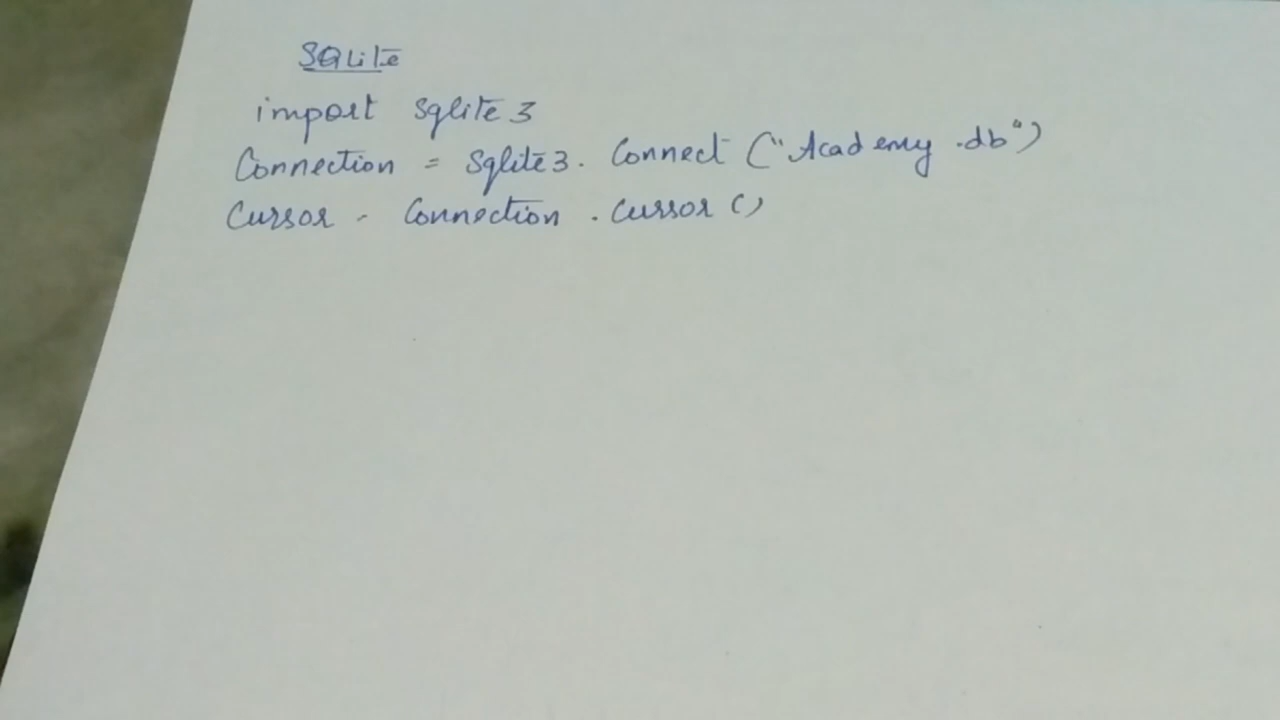 SQLite
import sqlite3
Connection = Sqlite3. Connect ("Academy .db")
Cursor - Connection . Cursor ()